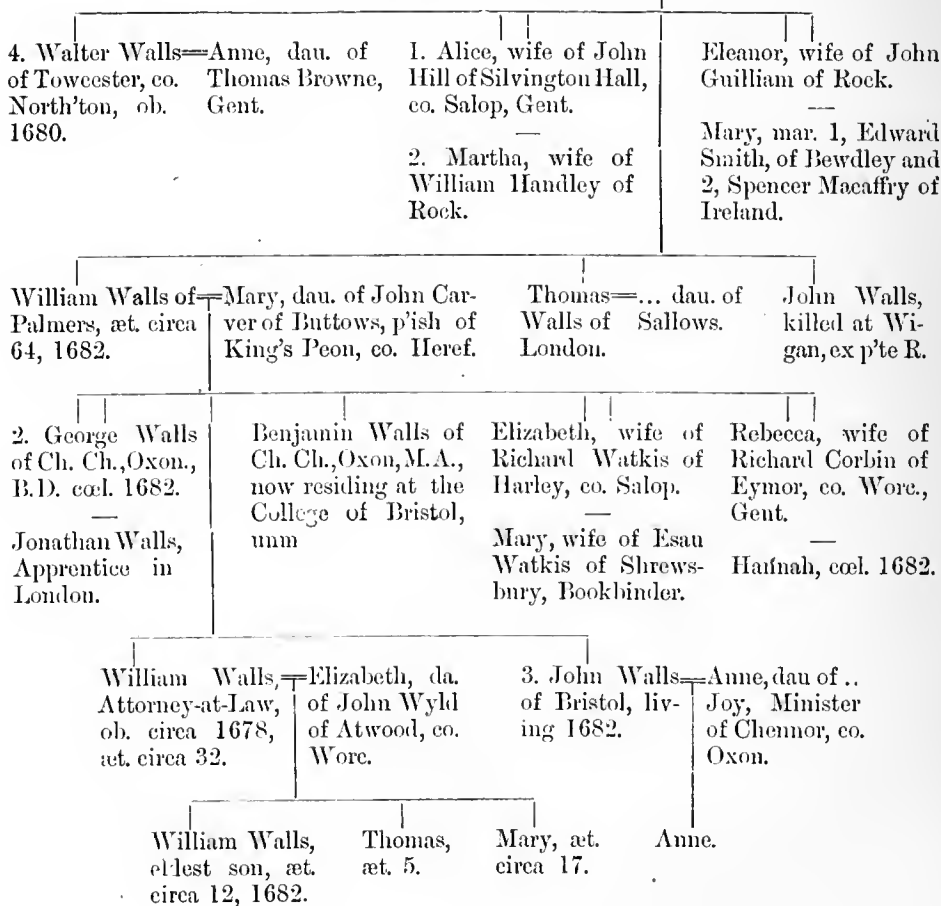 4. Walter Walls=Anne, dau. of
of Towcester, co. Thomas Browne,
North'ton, ob. Gent.
1680.
1. Alice, wife of John
Hill of Silvington Hall,
co. Salop, Gent.
—
2. Martha, wife of
William Handley of
Rock.
Eleanor, wife of John
Guilliam of Rock.
—
Mary, mar. 1, Edward
Smith, of Bewdley and
2, Spencer Macaffry of
Ireland.
William Walls of=Mary, dau. of John Car-
Palmers, æt. circa ver of Buttows, p'ish of
64, 1682. King's Peon, co. Heref.
Thomas=... dau. of
Walls of Sallows.
London.
John Walls,
killed at Wi-
gan, ex p'te R.
2. George Walls
of Ch. Ch., Oxon.,
B.D. cœl. 1682.
—
Jonathan Walls,
Apprentice in
London.
Benjamin Walls of
Ch. Ch., Oxon, M.A.,
now residing at the
College of Bristol,
unm
Elizabeth, wife of
Richard Watkis of
Harley, co. Salop.
—
Mary, wife of Esau
Watkis of Shrews-
bury, Bookbinder.
Rebecca, wife of
Richard Corbin of
Eymor, co. Worc.,
Gent.
—
Hannah, cœl. 1682.
William Walls,=Elizabeth, da.
Attorney-at-Law, of John Wyld
ob. circa 1678, of Atwood, co.
æt. circa 32. Worc.
3. John Walls=Anne, dau of ..
of Bristol, liv- Joy, Minister
ing 1682. of Chennor, co.
Oxon.
William Walls,
eldest son, æt.
circa 12, 1682.
Thomas,
æt. 5.
Mary, æt.
circa 17.
Anne.